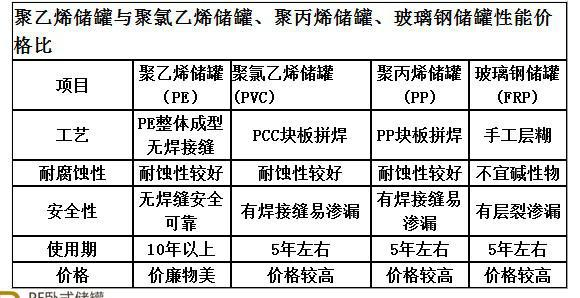 聚乙烯储罐与聚氯乙烯储罐、聚丙烯储罐、玻璃钢储罐性能价
格比
项目 聚乙烯储罐 (PE) 聚氯乙烯储罐 (PVC) 聚丙烯储罐 (PP) 玻璃钢储罐 (FRP)
工艺 PE整体成型 无焊接缝 PCC块板拼焊 PP块板拼焊 手工层糊
耐腐蚀性 耐蚀性较好 耐蚀性较好 耐蚀性较好 不宜碱性物
安全性 无焊缝安全 可靠 有焊接缝易渗漏 有焊接缝易 渗漏 有层裂渗漏
使用期 10年以上 5年左右 5年左右 5年左右
价格 价廉物美 价格较高 价格较高 价格较高
PE卧式储罐